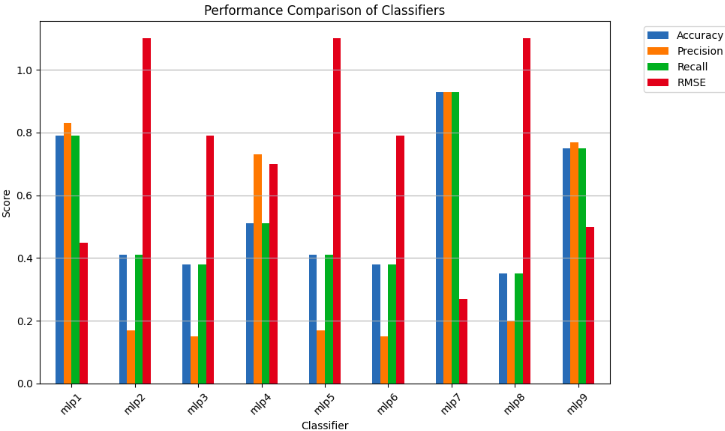 Performance Comparison of Classifiers
Accuracy
Precision
Recall
RMSE
Score
1.0
0.8
0.6
0.4
0.2
0.0
mlp1 mlp2 mlp3 mlp4 mlp5 mlp6 mlp7 mlp8 mlp9
Classifier